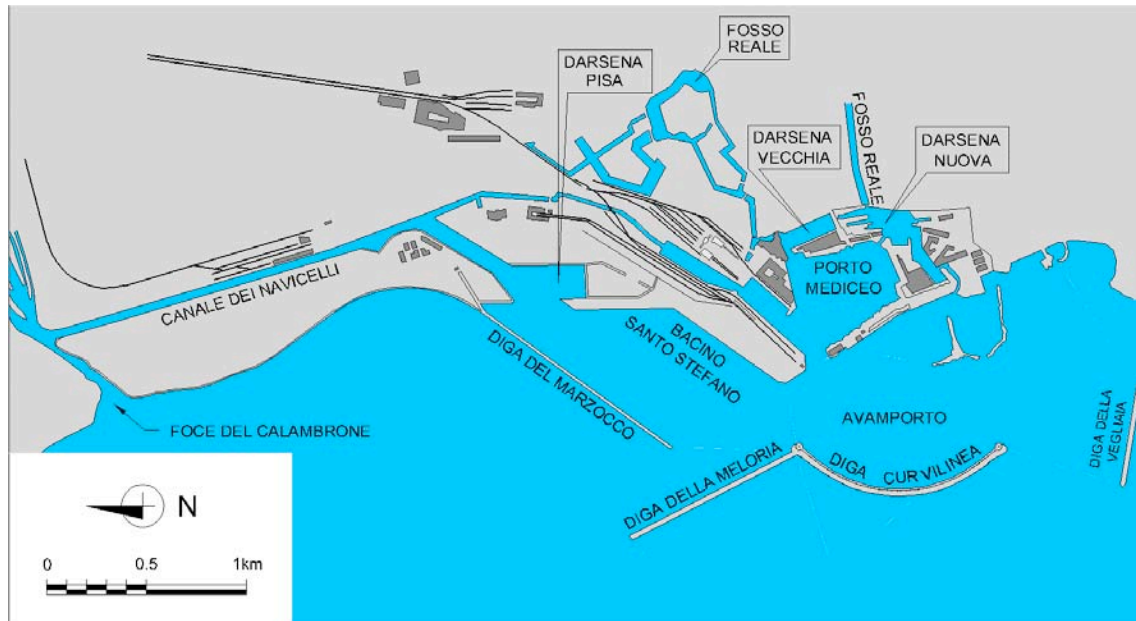 FOSSO
REALE
DARSENA
PISA
DARSENA
VECCHIA
FOSSO REALE
DARSENA
NUOVA
PORTO
MEDICEO
CANALE DEI NAVICELLI
BACINO
SANTO STEFANO
DIGA DEL MARZOCCO
FOCE DEL CALAMBRONE
AVAMPORTO
DIGA DELLA
VEGLIAIA
DIGA DELLA MELORIA
DIGA CURVILINEA
N
0 0.5 1km